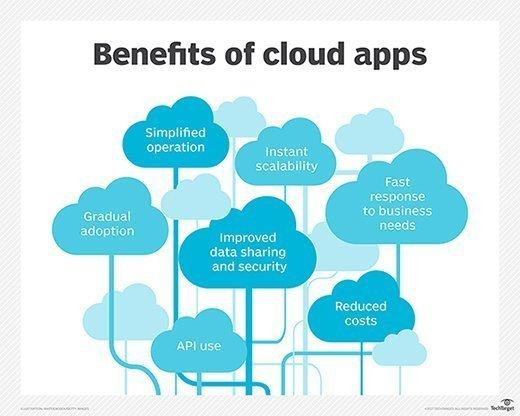 Benefits of cloud apps
Simplified
operation
Instant
scalability
Fast
response
to business
needs
Gradual
adoption
Improved
data sharing
and security
Reduced
costs
API use
TechTarget